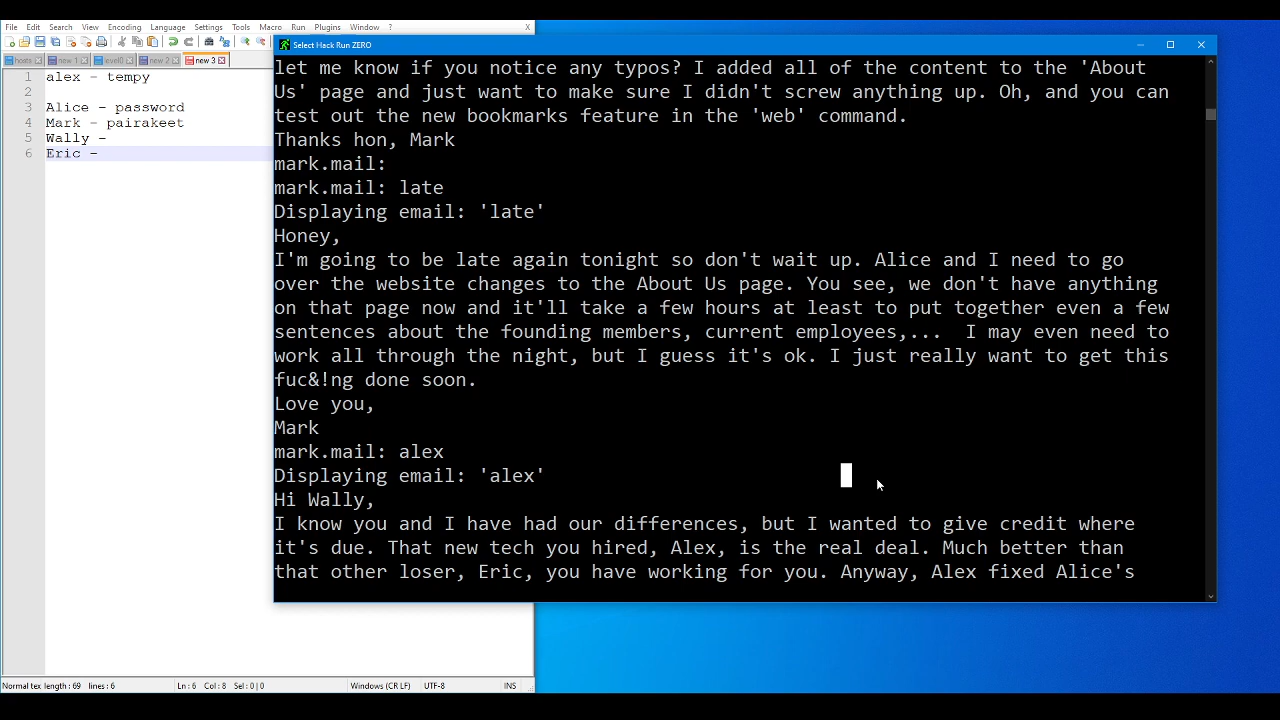 File Edit Search View Encoding Language Settings Tools Macro Run Plugins Window ? X
new 1 new 2 new 3
1 alex - tempy
2
3 Alice - password
4 Mark - pairakeet
5 Wally -
6 Eric -
Select Hack Run ZERO
let me know if you notice any typos? I added all of the content to the 'About
Us' page and just want to make sure I didn't screw anything up. Oh, and you can
test out the new bookmarks feature in the 'web' command.
Thanks hon, Mark
mark.mail:
mark.mail: late
Displaying email: 'late'
Honey,
I'm going to be late again tonight so don't wait up. Alice and I need to go
over the website changes to the About Us page. You see, we don't have anything
on that page now and it'll take a few hours at least to put together even a few
sentences about the founding members, current employees,... I may even need to
work all through the night, but I guess it's ok. I just really want to get this
fuc&!ng done soon.
Love you,
Mark
mark.mail: alex
Displaying email: 'alex'
Hi Wally,
I know you and I have had our differences, but I wanted to give credit where
it's due. That new tech you hired, Alex, is the real deal. Much better than
that other loser, Eric, you have working for you. Anyway, Alex fixed Alice's
Normal tex length: 69 lines: 6 Ln: 6 Col: 8 Sel: 0 | 0 Windows (CR LF) UTF-8 INS